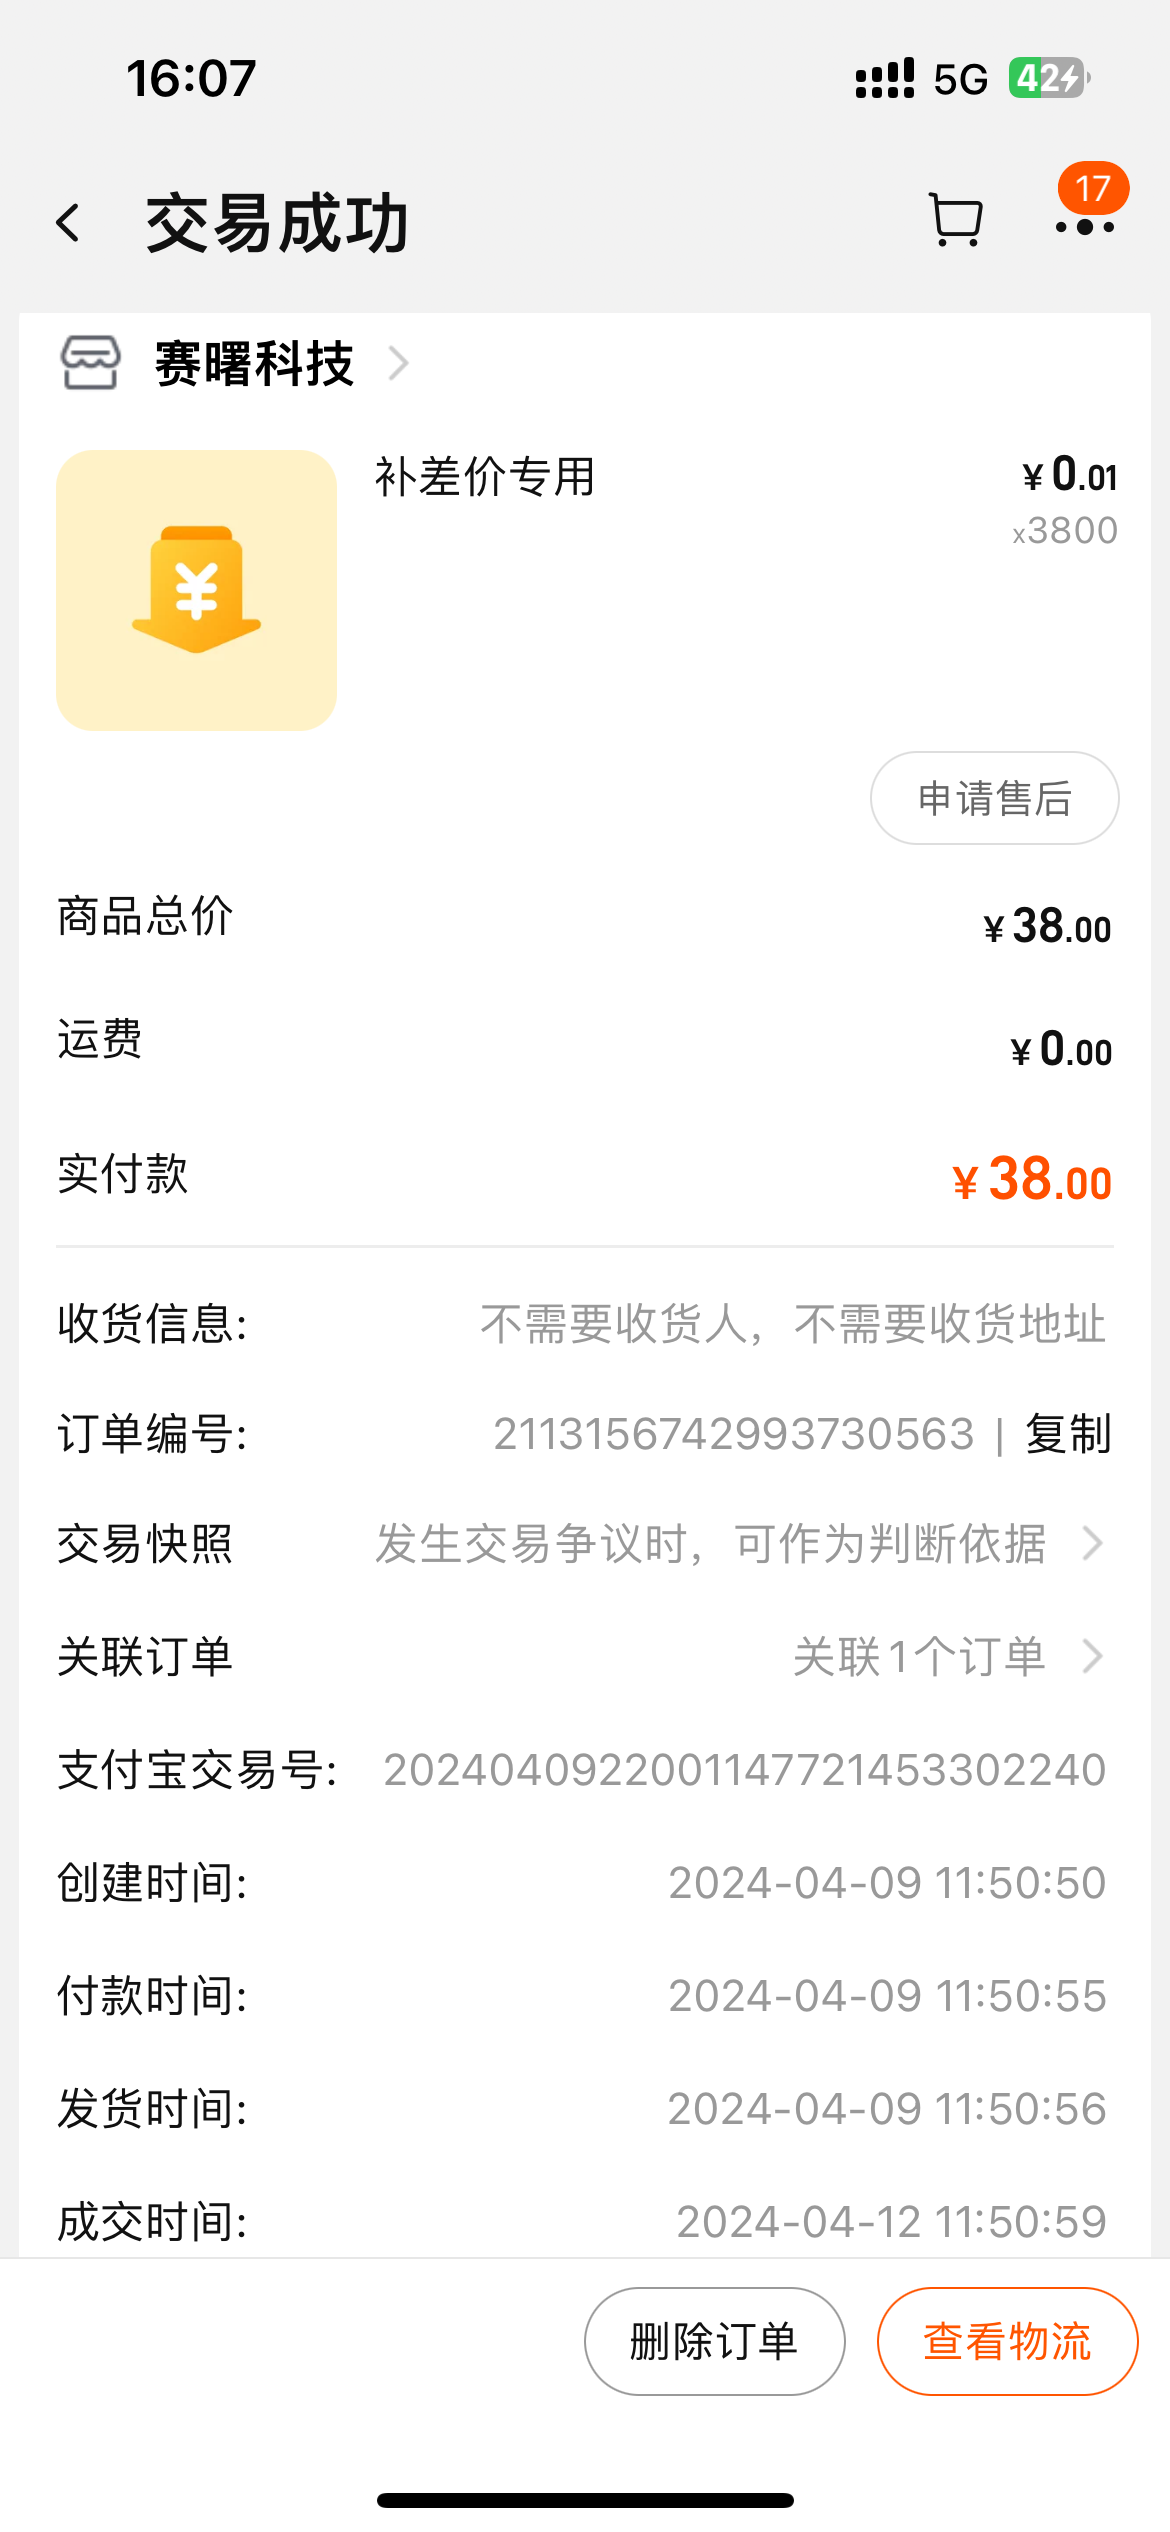 16:07 5G 42
交易成功 17
赛曙科技
补差价专用 ¥0.01
x3800
¥
申请售后
商品总价 ¥38.00
运费 ¥0.00
实付款 ¥38.00
收货信息: 不需要收货人，不需要收货地址
订单编号: 2113156742993730563 | 复制
交易快照 发生交易争议时，可作为判断依据
关联订单 关联1个订单
支付宝交易号: 2024040922001147721453302240
创建时间: 2024-04-09 11:50:50
付款时间: 2024-04-09 11:50:55
发货时间: 2024-04-09 11:50:56
成交时间: 2024-04-12 11:50:59
删除订单 查看物流